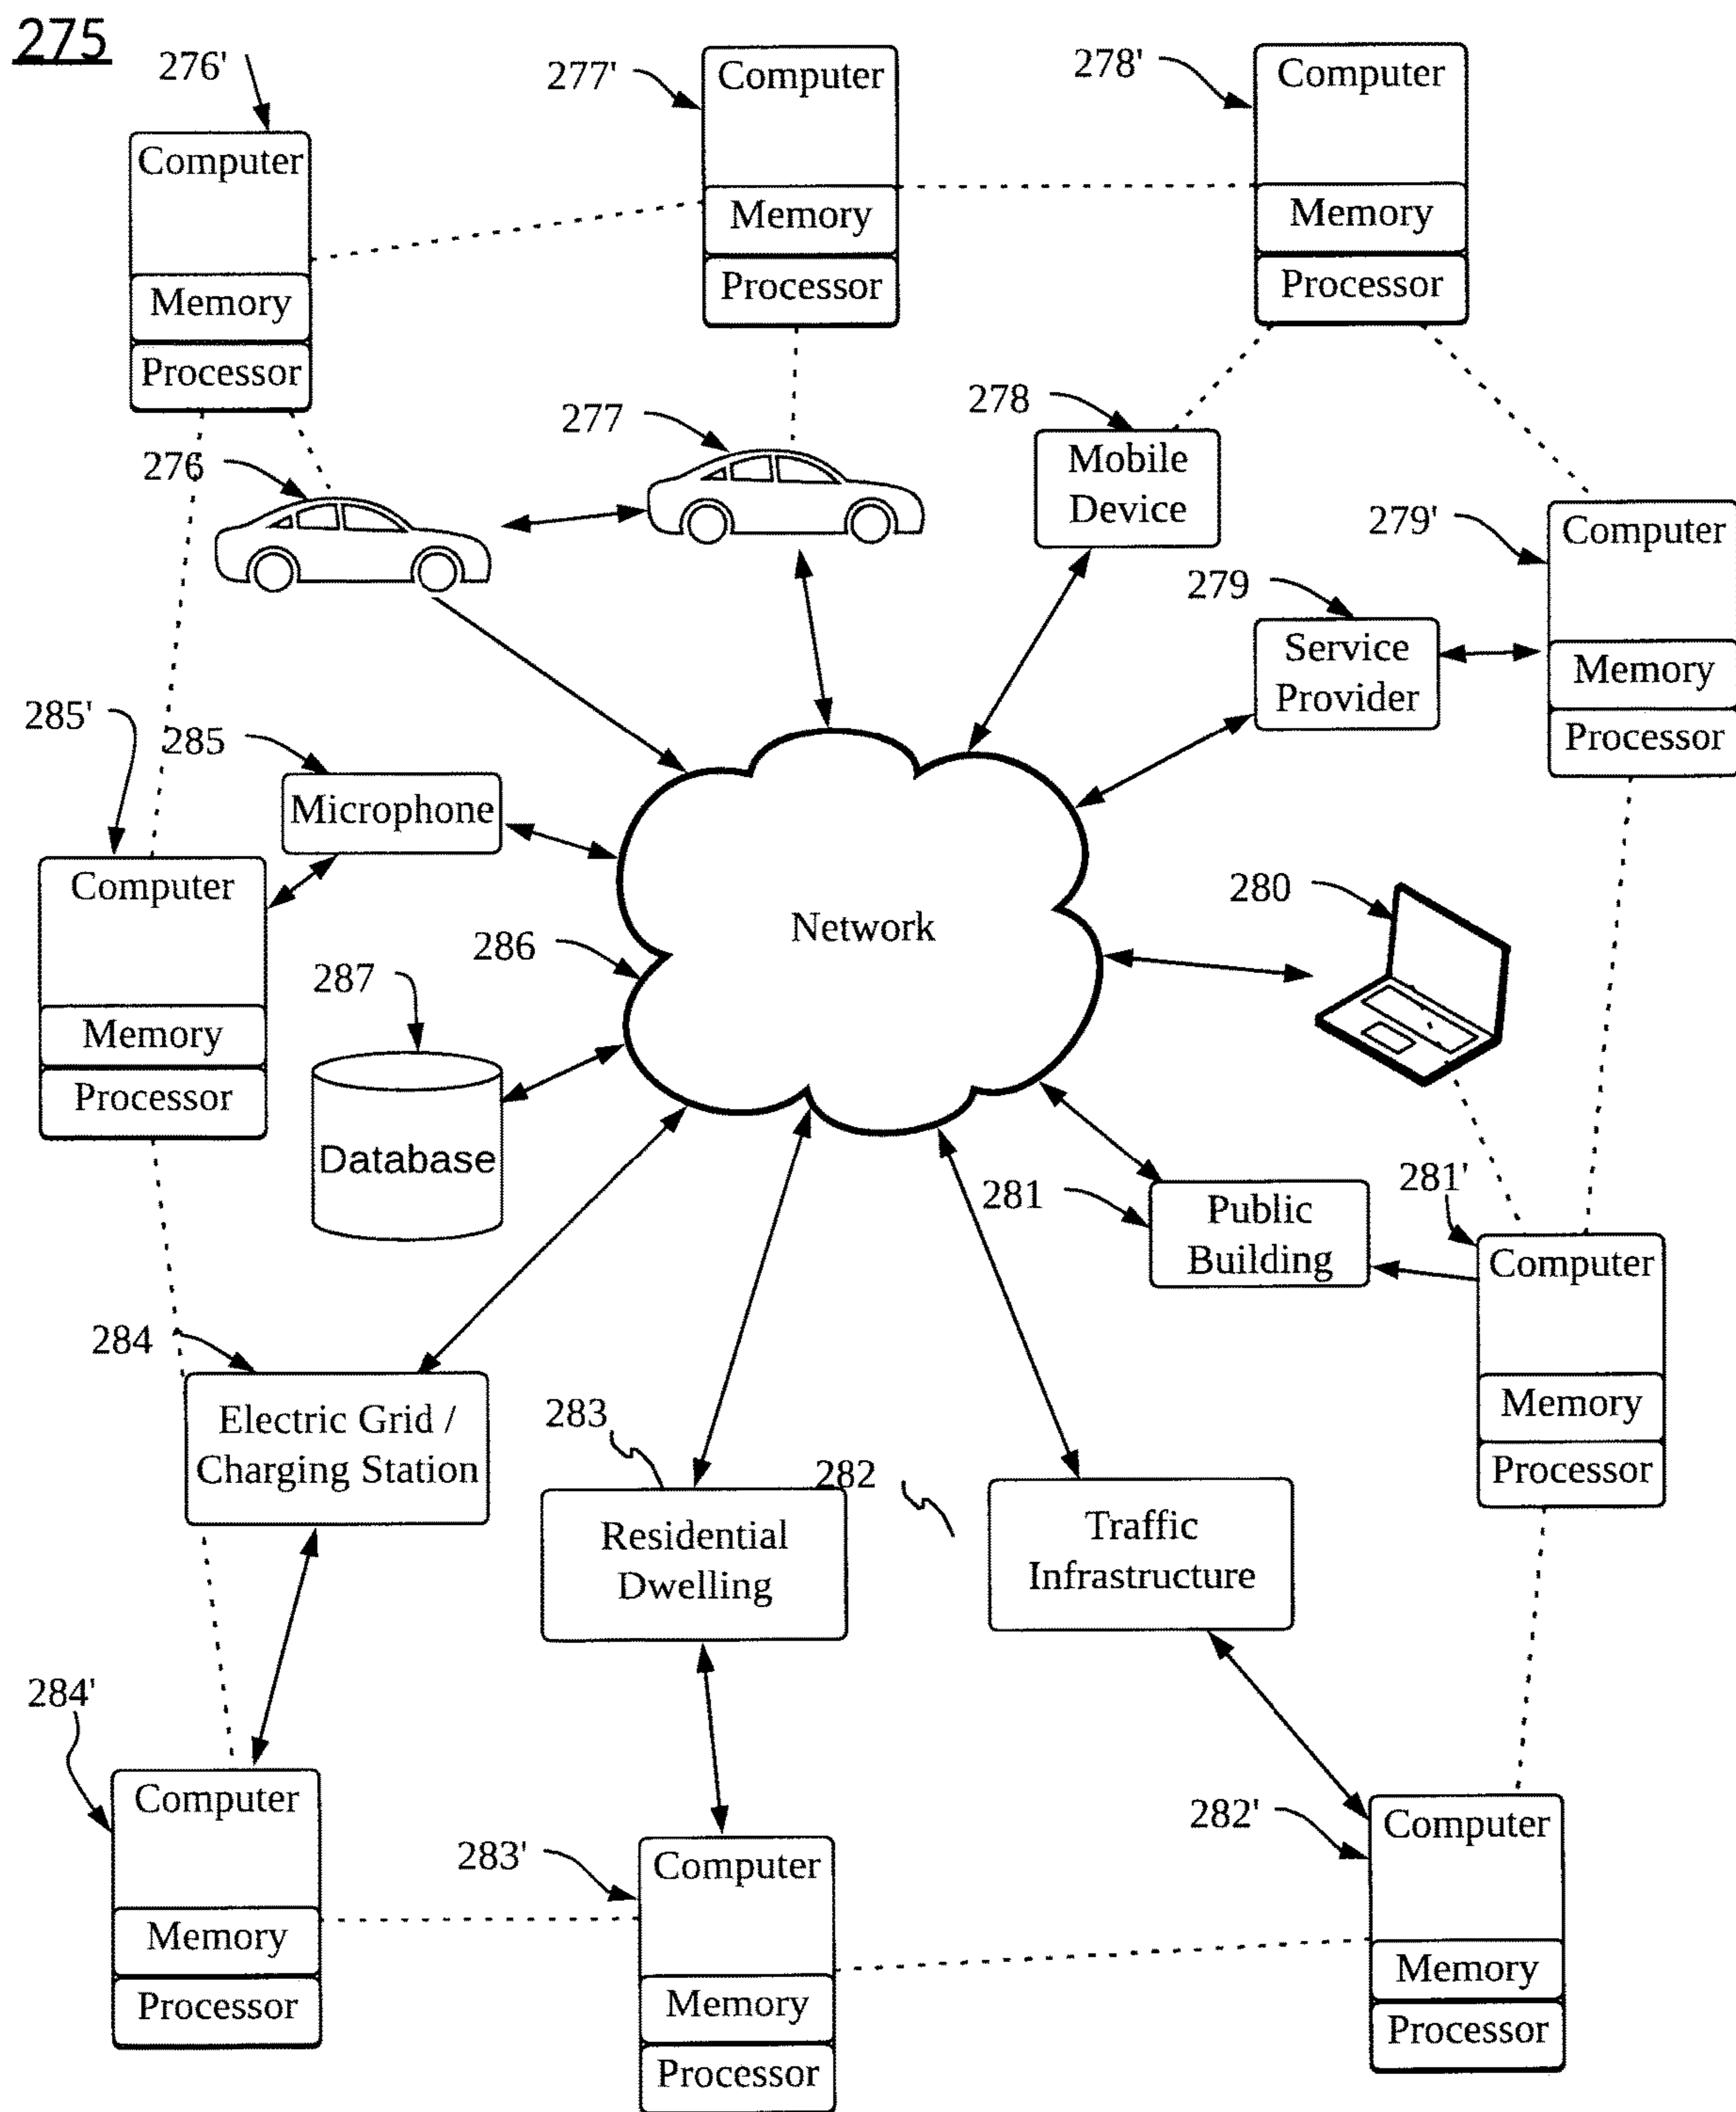 275
276'
277'
278'
Computer
Memory
Processor
Computer
Memory
Processor
Computer
Memory
Processor
276
277
278
Mobile
Device
279'
Computer
Memory
Processor
279
Service
Provider
285'
285
Microphone
Computer
Memory
Processor
Network
280
286
287
Database
281
Public
Building
281'
Computer
Memory
Processor
284
Electric Grid /
Charging Station
283
Residential
Dwelling
282
Traffic
Infrastructure
284'
Computer
Memory
Processor
283'
Computer
Memory
Processor
282'
Computer
Memory
Processor